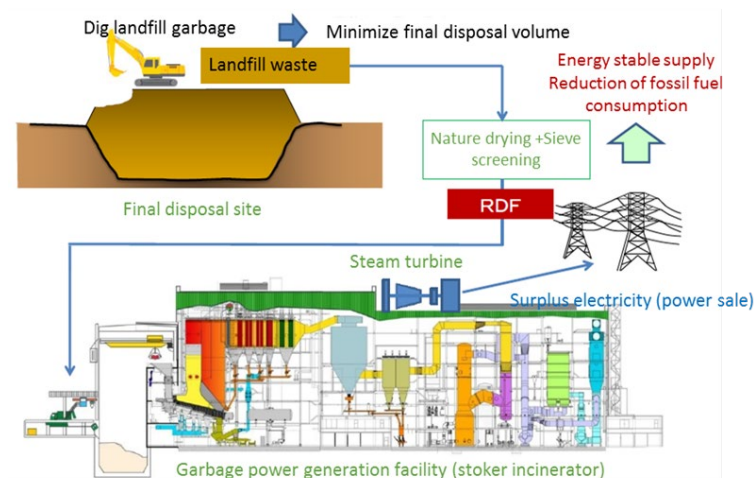 Dig landfill garbage
Minimize final disposal volume
Landfill waste
Energy stable supply
Reduction of fossil fuel
consumption
Nature drying +Sieve
screening
RDF
Final disposal site
Steam turbine
Surplus electricity (power sale)
Garbage power generation facility (stoker incinerator)